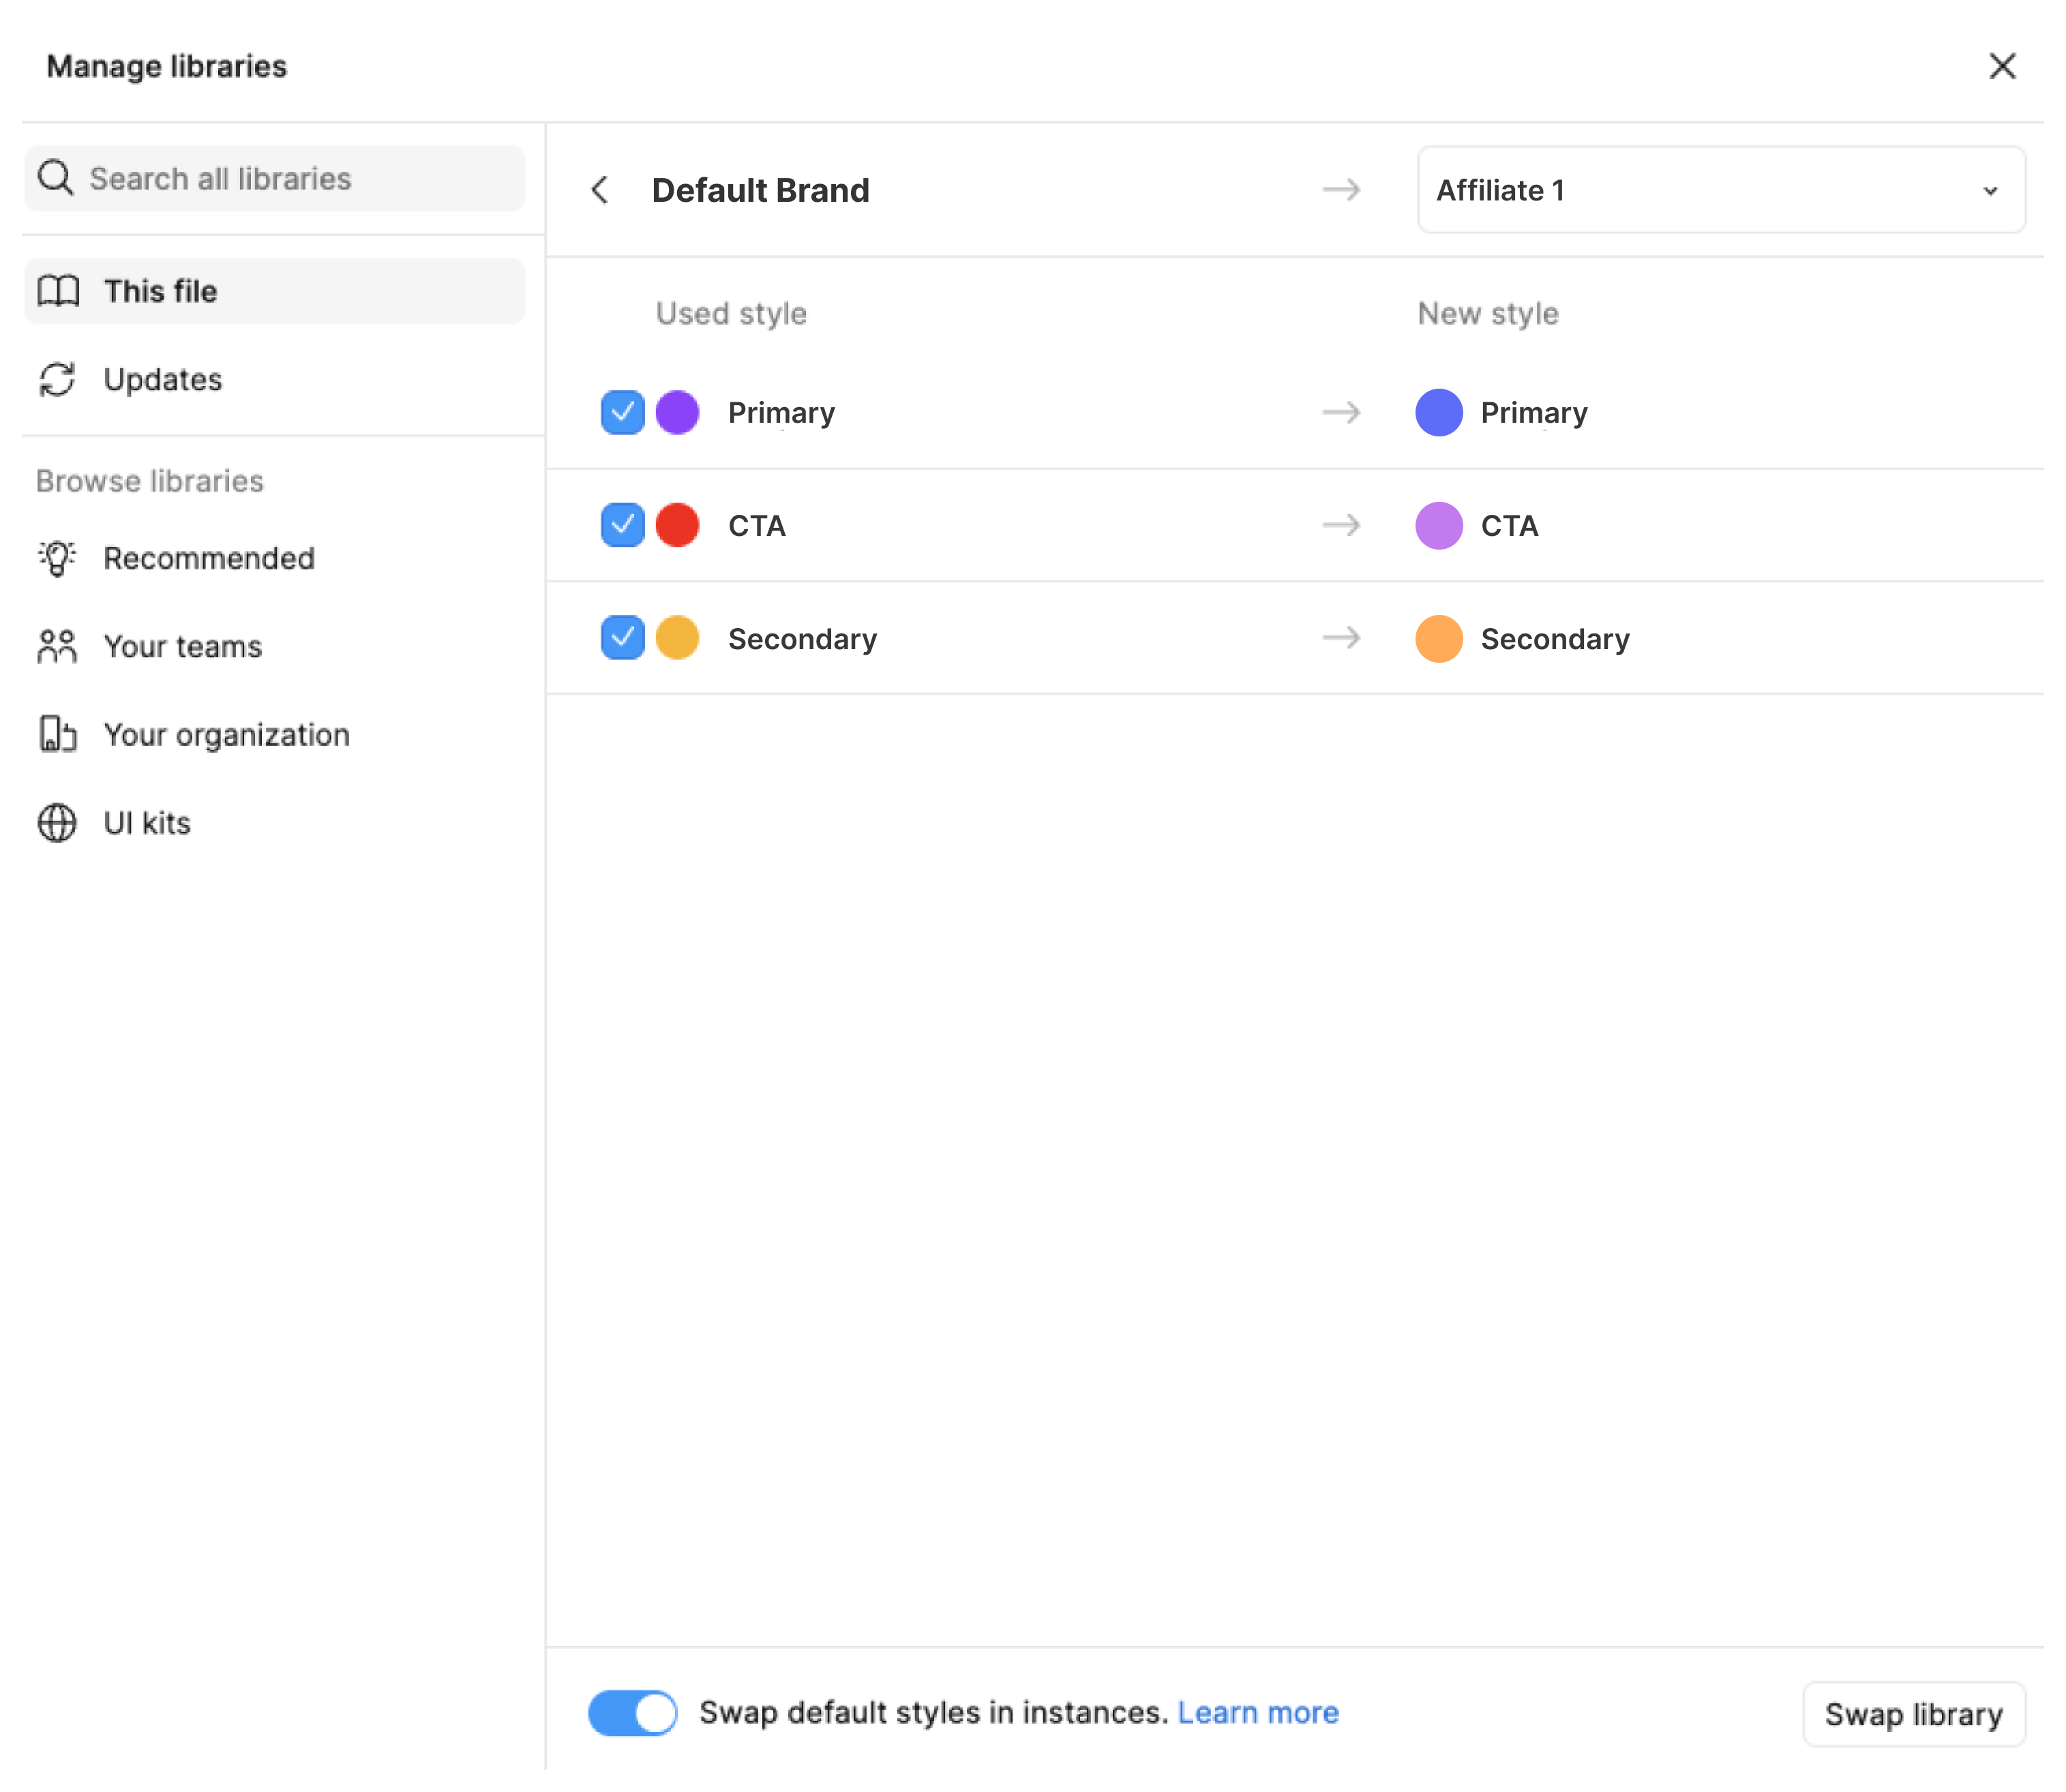 Manage libraries
Search all libraries
This file
Updates
Browse libraries
Recommended
Your teams
Your organization
UI kits
Default Brand
Affiliate 1
Used style
New style
Primary
Primary
CTA
CTA
Secondary
Secondary
Swap default styles in instances. Learn more
Swap library